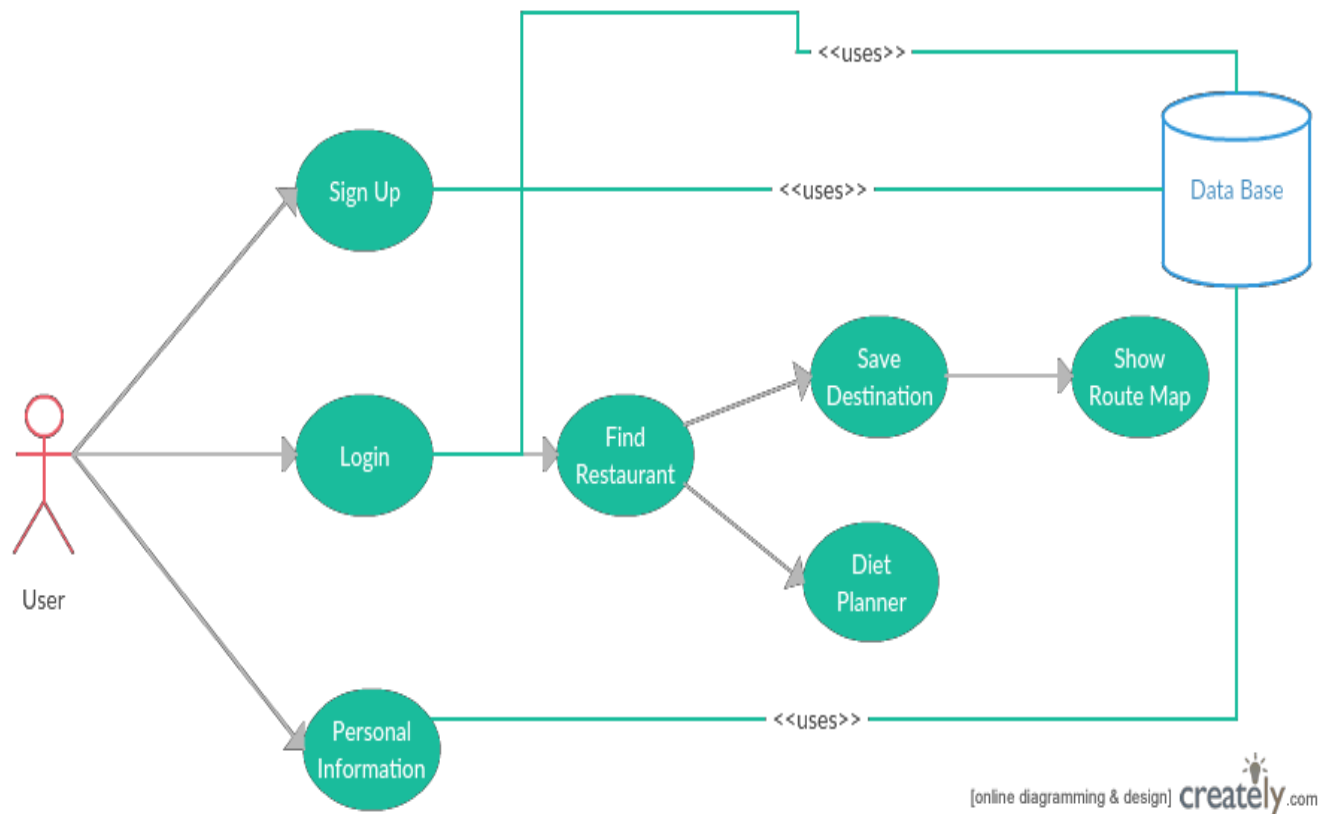 <<uses>>
Sign Up
<<uses>>
Data Base
Save
Destination
Show
Route Map
Login
Find
Restaurant
Diet
Planner
User
Personal
Information
<<uses>>
[online diagramming & design] creately.com